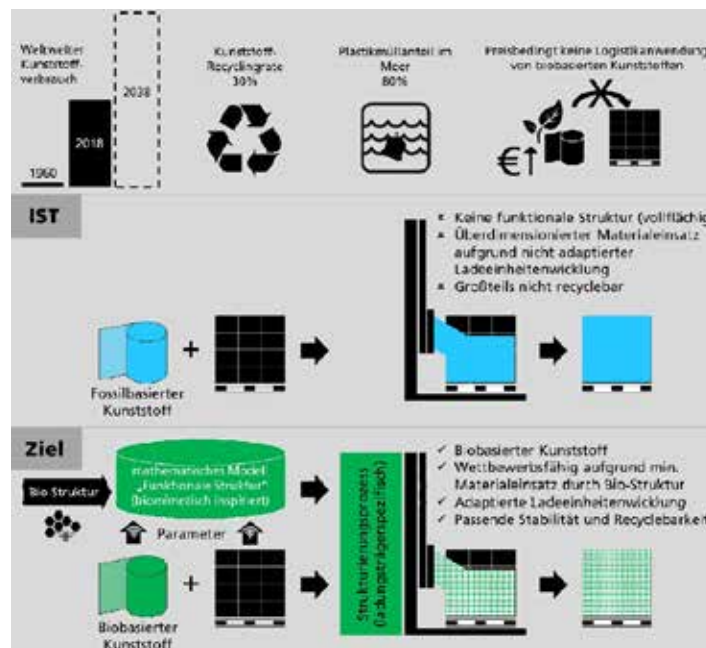 Weltweiter
Kunststoff-
verbrauch
1960
2018
2038
Kunststoff-
Recyclingrate
30%
Plastikmüllanteil im
Meer
80%
Preisbedingt keine Logistikanwendung
von biobasierten Kunststoffen
€↑
IST
× Keine funktionale Struktur (vollflächig
× Überdimensionierter Materialeinsatz
aufgrund nicht adaptierter
Ladeeinheitenwicklung
× Großteils nicht recyclebar
+
Fossilbasierter
Kunststoff
Ziel
Bio Struktur
mathematisches Model
„Funktionale Struktur"
(biomimetisch inspiriert)
Parameter
+
Biobasierter
Kunststoff
Strukturierungsprozess
(ladungsträgerspezifisch)
✓ Biobasierter Kunststoff
✓ Wettbewerbsfähig aufgrund min.
Materialeinsatz durch Bio-Struktur
✓ Adaptierte Ladeeinheitenwicklung
✓ Passende Stabilität und Recyclebarkeit